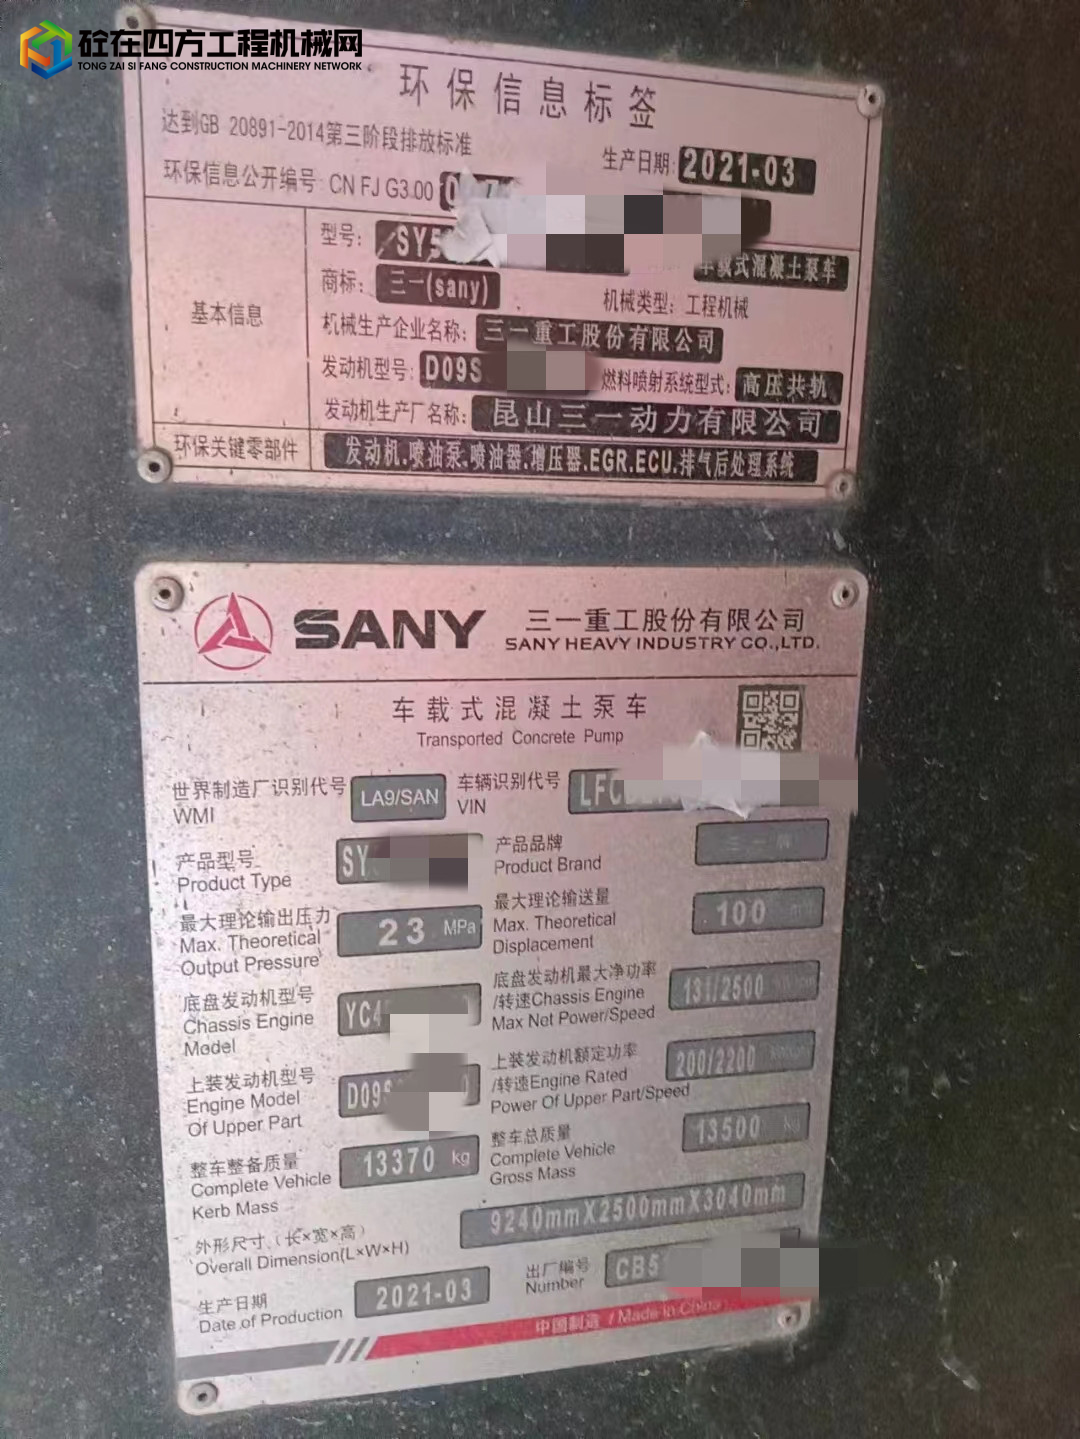 砼在四方工程机械网
TONG ZAI SI FANG CONSTRUCTION MACHINERY NETWORK
环保信息标签
达到GB 20891-2014第三阶段排放标准
生产日期: 2021-03
环保信息公开编号: CN FJ G3.00
基本信息
型号: SY5
车载式混凝土泵车
商标: 三一(sany)
机械类型: 工程机械
机械生产企业名称: 三一重工股份有限公司
发动机型号: D09S
燃料喷射系统型式: 高压共轨
发动机生产厂名称: 昆山三一动力有限公司
环保关键零部件
发动机.喷油泵.喷油器.增压器.EGR.ECU.排气后处理系统
SANY
三一重工股份有限公司
SANY HEAVY INDUSTRY CO.,LTD.
车载式混凝土泵车
Transported Concrete Pump
世界制造厂识别代号
WMI
LA9/SAN
车辆识别代号
VIN
LFC
产品型号
Product Type
SY
产品品牌
Product Brand
三一牌
最大理论输出压力
Max. Theoretical
Output Pressure
23 MPa
最大理论输送量
Max. Theoretical
Displacement
100
底盘发动机型号
Chassis Engine
Model
YC4
底盘发动机最大净功率
/转速Chassis Engine
Max Net Power/Speed
131/2500
上装发动机型号
Engine Model
Of Upper Part
D09S
上装发动机额定功率
/转速Engine Rated
Power Of Upper Part/Speed
200/2200
整车整备质量
Complete Vehicle
Kerb Mass
13370 kg
整车总质量
Complete Vehicle
Gross Mass
13500 kg
外形尺寸(长×宽×高)
Overall Dimension(L×W×H)
9240mmX2500mmX3040mm
生产日期
Date of Production
2021-03
出厂编号
Number
CB5
中国制造 / Made in China